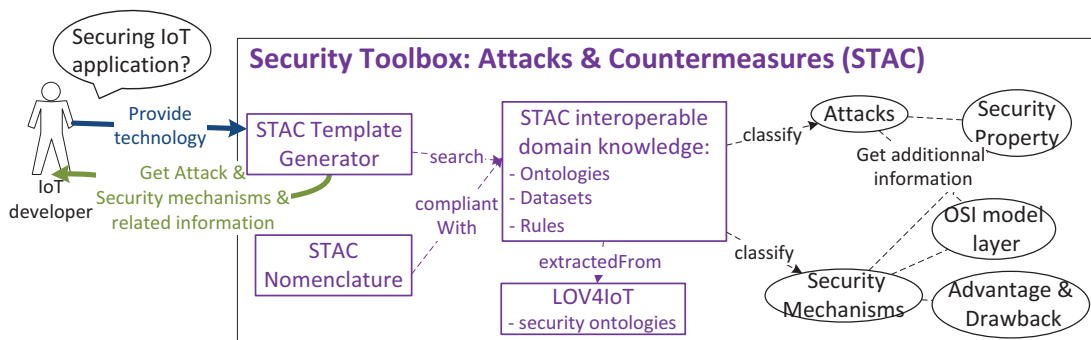 Securing IoT
application?
Security Toolbox: Attacks & Countermeasures (STAC)
Provide
technology
IoT
developer
Get Attack &
Security mechanisms &
related information
STAC Template
Generator
search
compliant
With
STAC
Nomenclature
STAC interoperable
domain knowledge:
- Ontologies
- Datasets
- Rules
extractedFrom
LOV4IoT
- security ontologies
classify
Attacks
Security
Property
Get additionnal
information
OSI model
layer
classify
Security
Mechanisms
Advantage &
Drawback